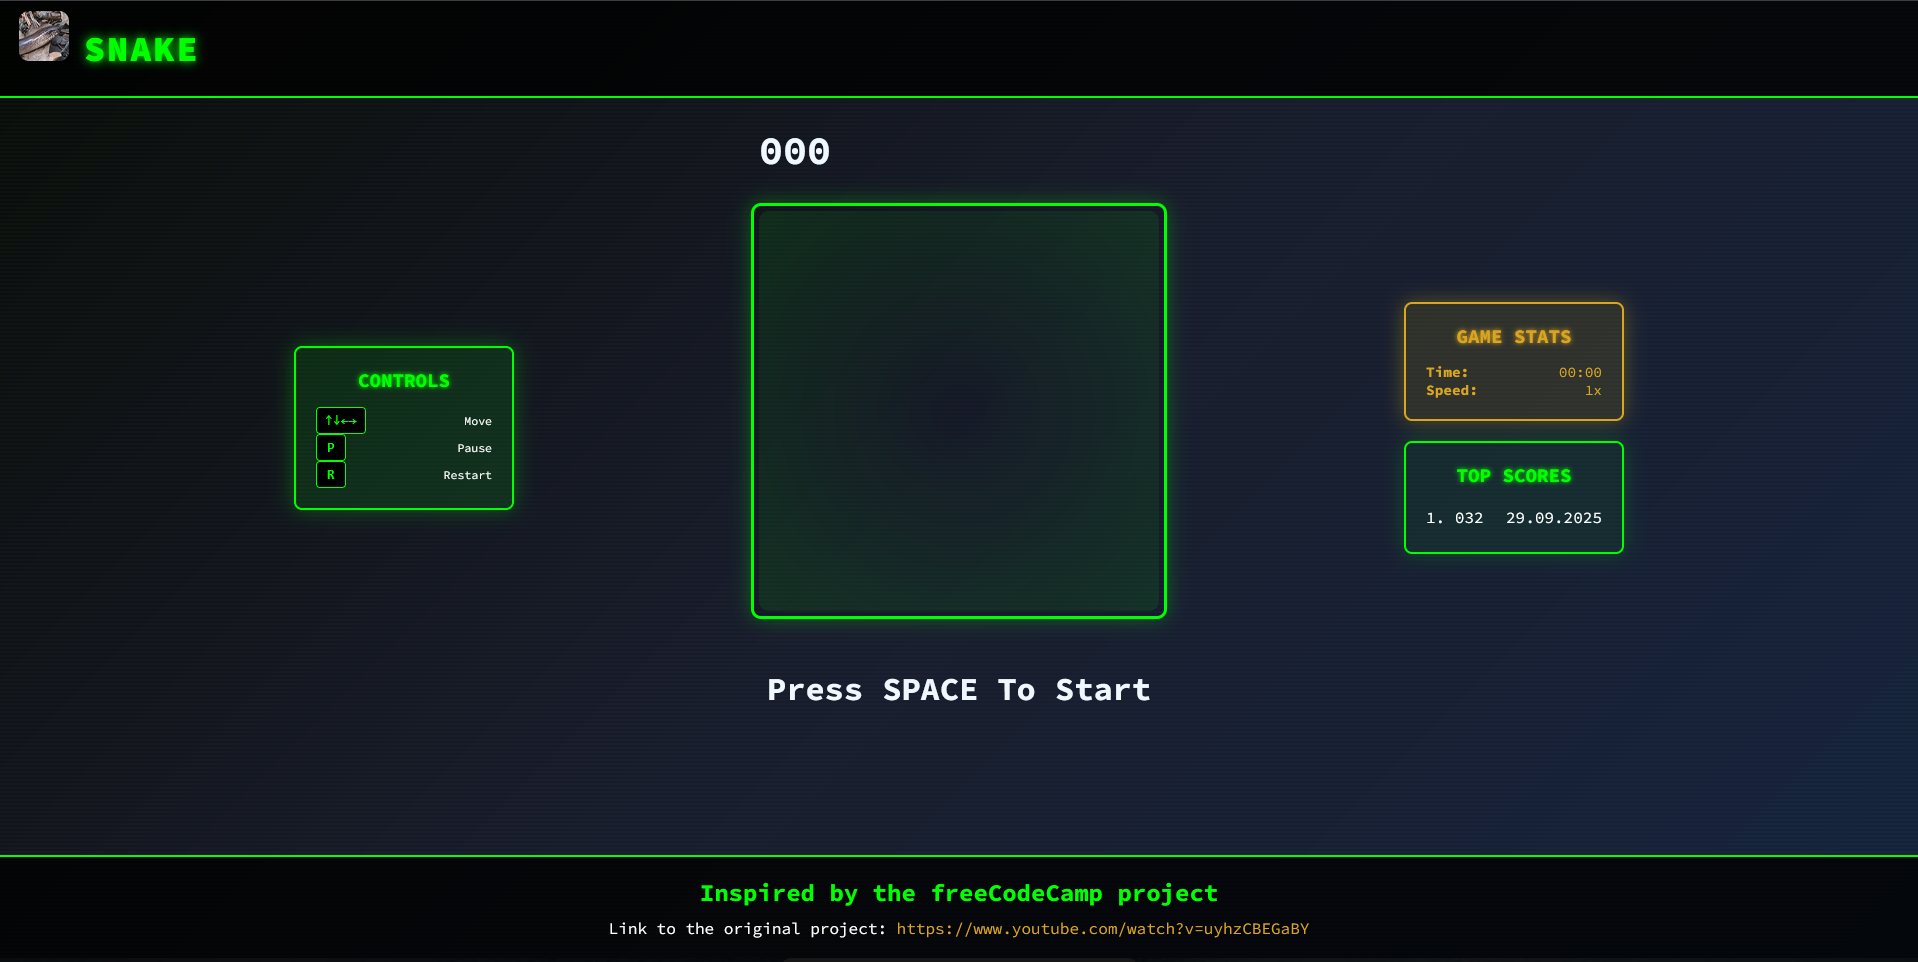 SNAKE
000
CONTROLS
↑↓←→ Move
P Pause
R Restart
Press SPACE To Start
GAME STATS
Time: 00:00
Speed: 1x
TOP SCORES
1. 032 29.09.2025
Inspired by the freeCodeCamp project
Link to the original project: https://www.youtube.com/watch?v=uyhzCBEGaBY